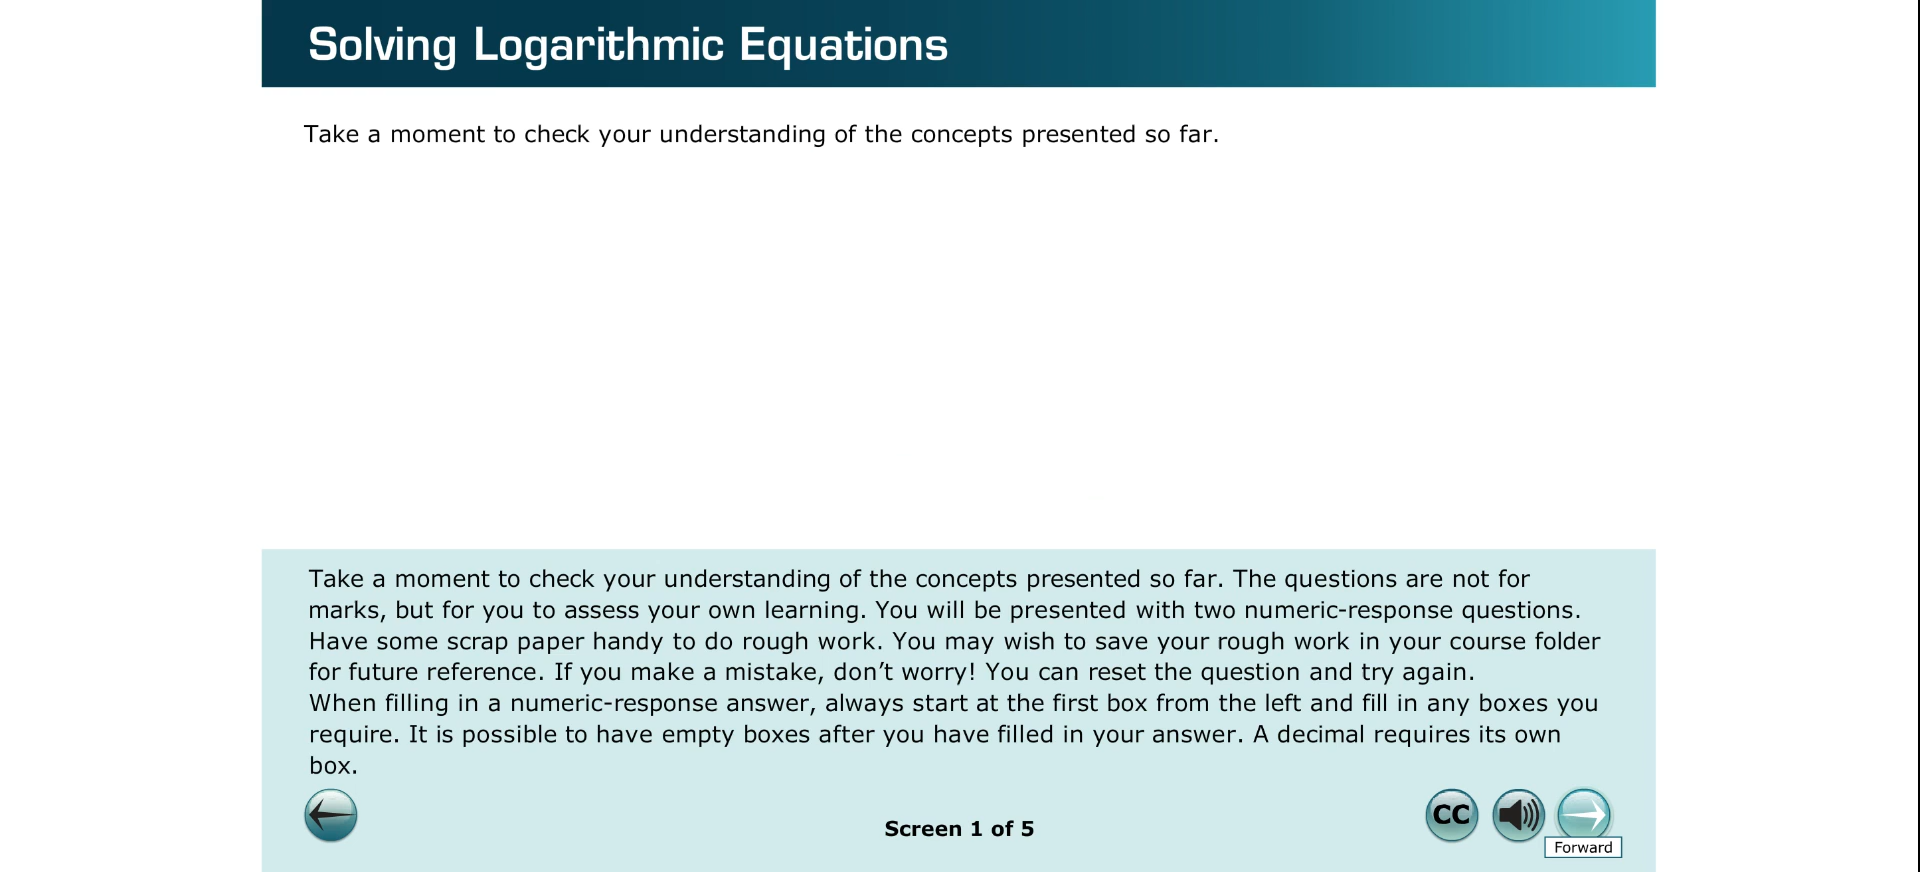 Solving Logarithmic Equations
Take a moment to check your understanding of the concepts presented so far.
Take a moment to check your understanding of the concepts presented so far. The questions are not for
marks, but for you to assess your own learning. You will be presented with two numeric-response questions.
Have some scrap paper handy to do rough work. You may wish to save your rough work in your course folder
for future reference. If you make a mistake, don’t worry! You can reset the question and try again.
When filling in a numeric-response answer, always start at the first box from the left and fill in any boxes you
require. It is possible to have empty boxes after you have filled in your answer. A decimal requires its own
box.
CC
Screen 1 of 5
Forward